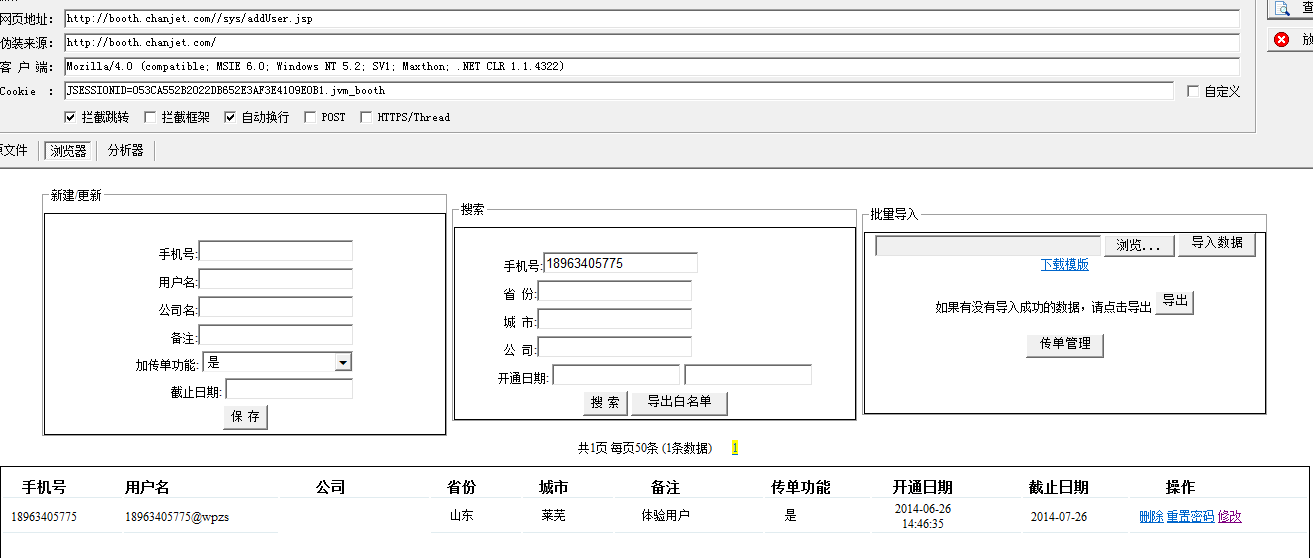 网页地址: http://booth.chanjet.com//sys/addUser.jsp
伪装来源: http://booth.chanjet.com/
客 户 端: Mozilla/4.0 (compatible; MSIE 6.0; Windows NT 5.2; SV1; Maxthon; .NET CLR 1.1.4322)
Cookie : JSESSIONID=053CA552B2022DB652E3AF3E4109E0B1.jvm_booth 自定义
拦截跳转 拦截框架 自动换行 POST HTTPS/Thread
文件 浏览器 分析器
新建/更新
手机号:
用户名:
公司名:
备注:
加传单功能: 是
截止日期:
保 存
搜索
手机号: 18963405775
省 份:
城 市:
公 司:
开通日期:
搜 索 导出白名单
批量导入
浏览... 导入数据
下载模版
如果有没有导入成功的数据，请点击导出 导出
传单管理
共1页 每页50条 (1条数据) 1
手机号 用户名 公司 省份 城市 备注 传单功能 开通日期 截止日期 操作
18963405775 18963405775@wpzs 山东 莱芜 体验用户 是 2014-06-26 14:46:35 2014-07-26 删除 重置密码 修改